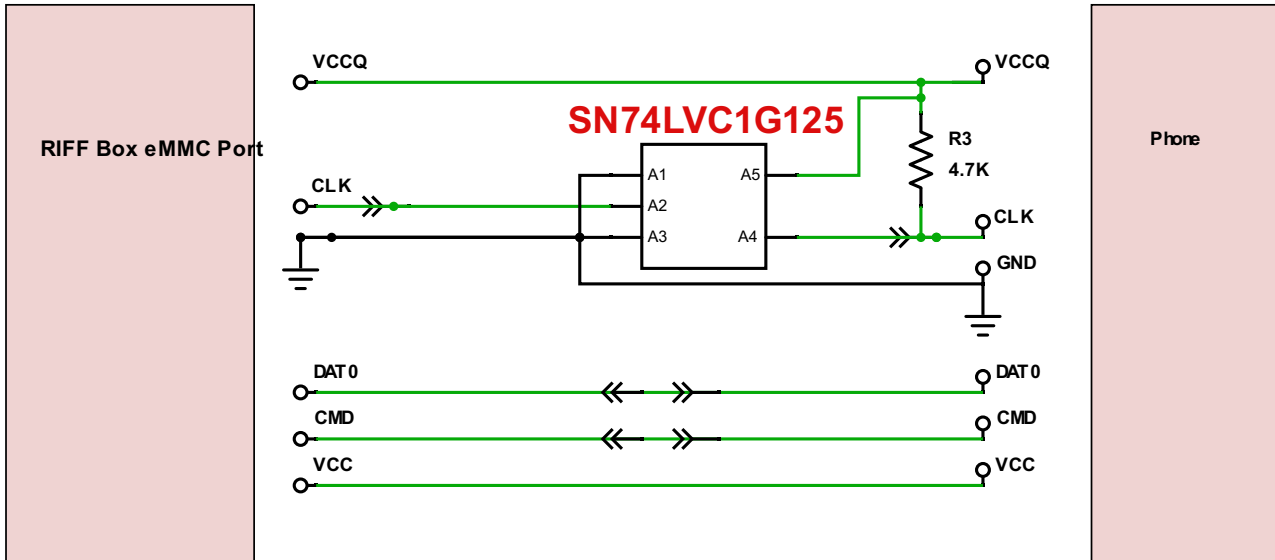 VCCQ
VCCQ
SN74LVC1G125
RIFF Box eMMC Port
R3
4.7K
Phone
A1
A5
CLK
A2
A3
A4
CLK
GND
DAT0
DAT0
CMD
CMD
VCC
VCC